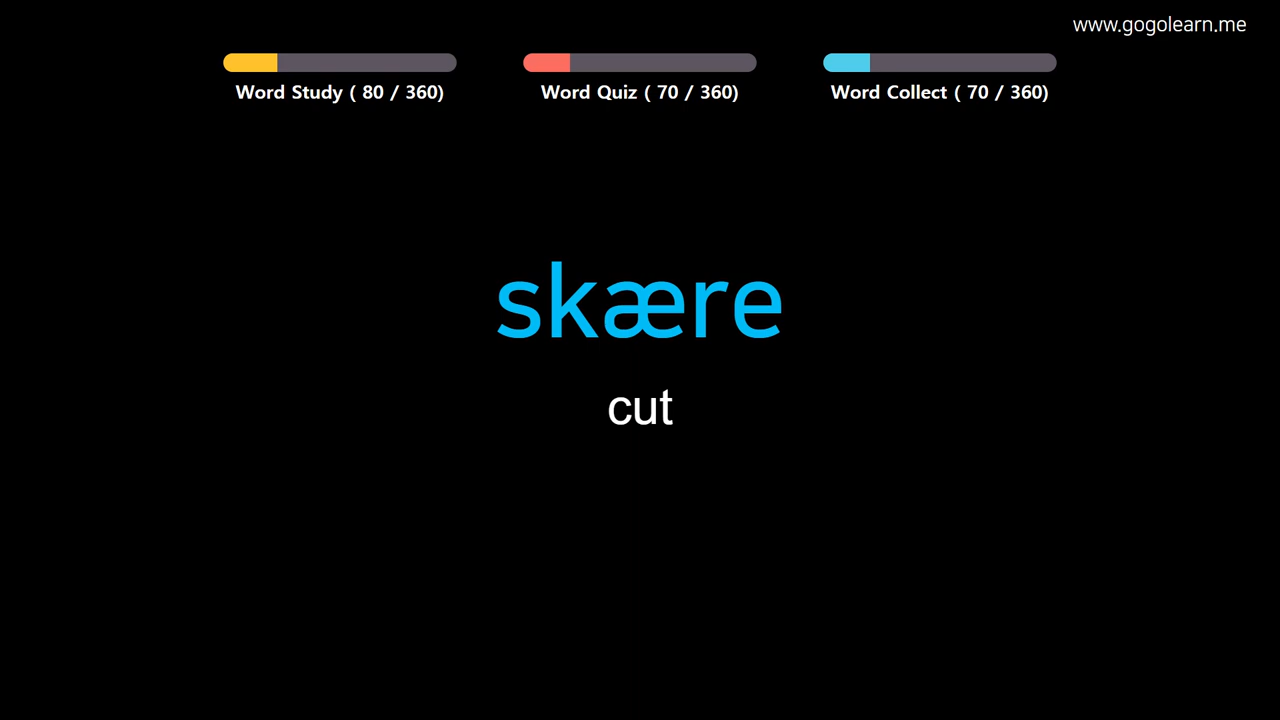 www.gogolearn.me
Word Study ( 80 / 360)
Word Quiz ( 70 / 360)
Word Collect ( 70 / 360)
skære
cut